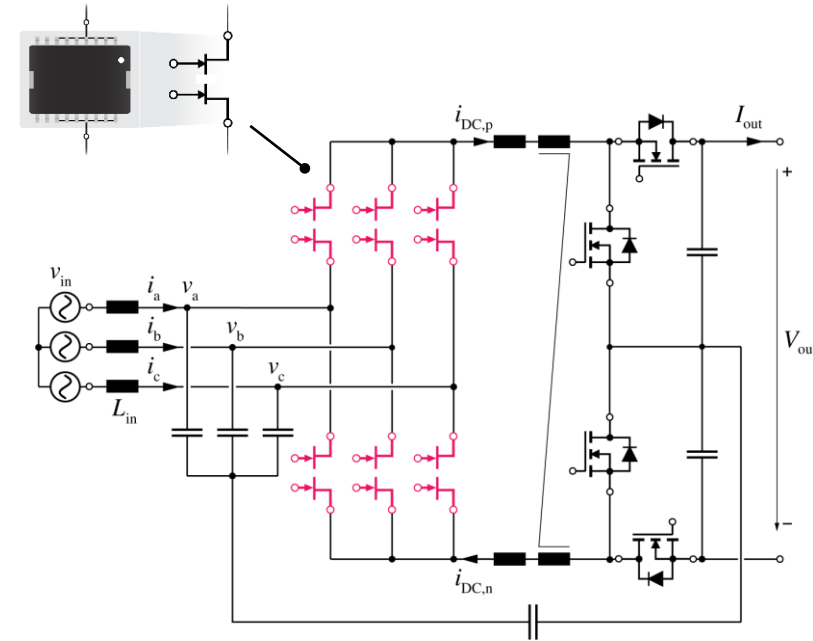 i_DC,p
I_out
+
v_in
i_a
v_a
i_b
v_b
i_c
v_c
L_in
V_ou
−
i_DC,n